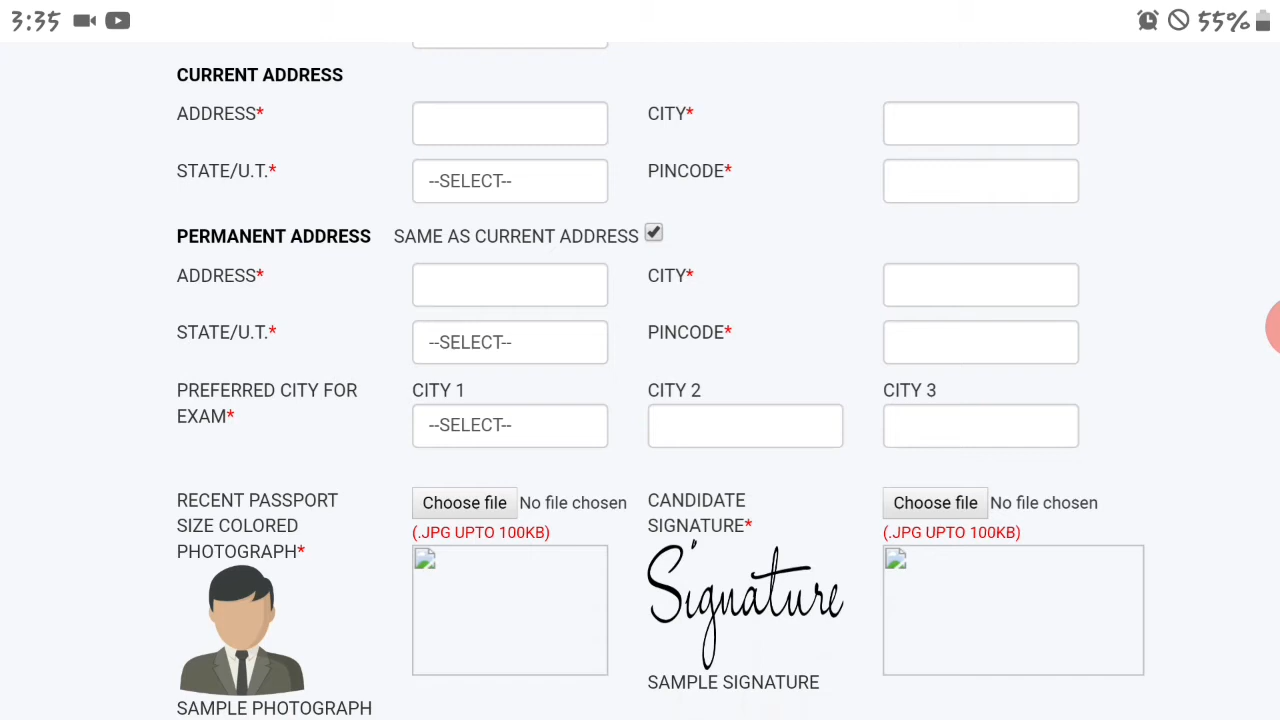 3:35 55%
CURRENT ADDRESS
ADDRESS* CITY*
STATE/U.T.* --SELECT-- PINCODE*
PERMANENT ADDRESS SAME AS CURRENT ADDRESS
ADDRESS* CITY*
STATE/U.T.* --SELECT-- PINCODE*
PREFERRED CITY FOR
EXAM*
CITY 1 CITY 2 CITY 3
--SELECT--
RECENT PASSPORT
SIZE COLORED
PHOTOGRAPH*
Choose file No file chosen
(.JPG UPTO 100KB)
SAMPLE PHOTOGRAPH
CANDIDATE
SIGNATURE*
Choose file No file chosen
(.JPG UPTO 100KB)
Signature
SAMPLE SIGNATURE